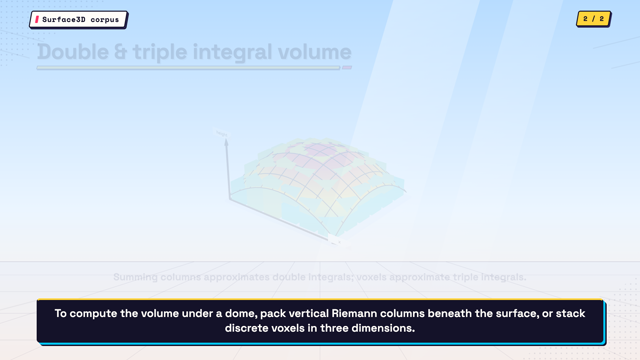 Surface3D corpus
2 / 2
Double & triple integral volume
Summing columns approximates double integrals; voxels approximate triple integrals.
To compute the volume under a dome, pack vertical Riemann columns beneath the surface, or stack
discrete voxels in three dimensions.